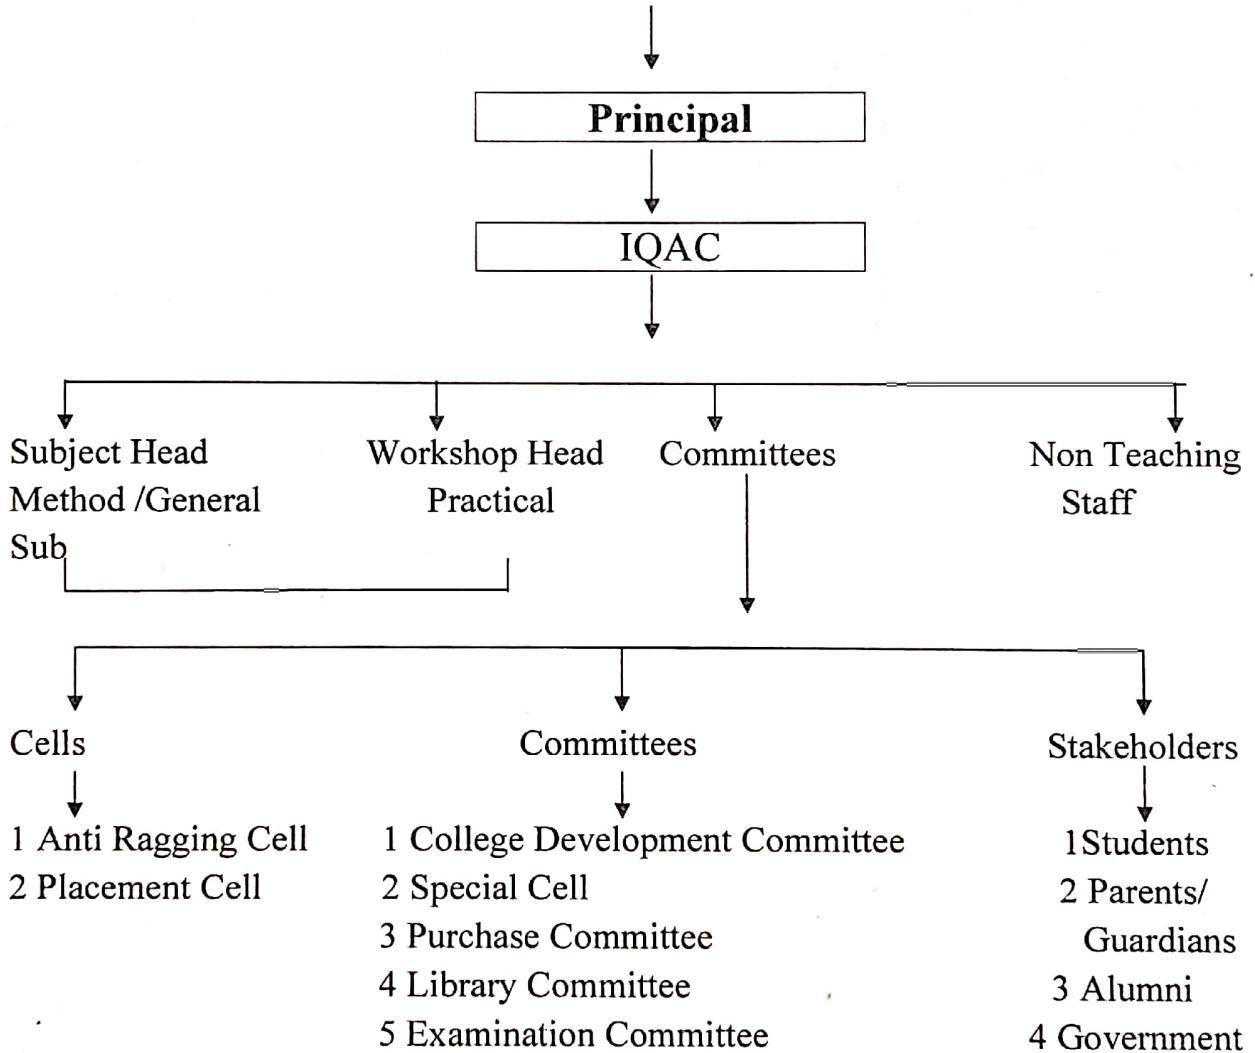 Principal
IQAC
Subject Head
Method /General
Sub
Workshop Head
Practical
Committees
Non Teaching
Staff
Cells
1 Anti Ragging Cell
2 Placement Cell
Committees
1 College Development Committee
2 Special Cell
3 Purchase Committee
4 Library Committee
5 Examination Committee
Stakeholders
1Students
2 Parents/
Guardians
3 Alumni
4 Government